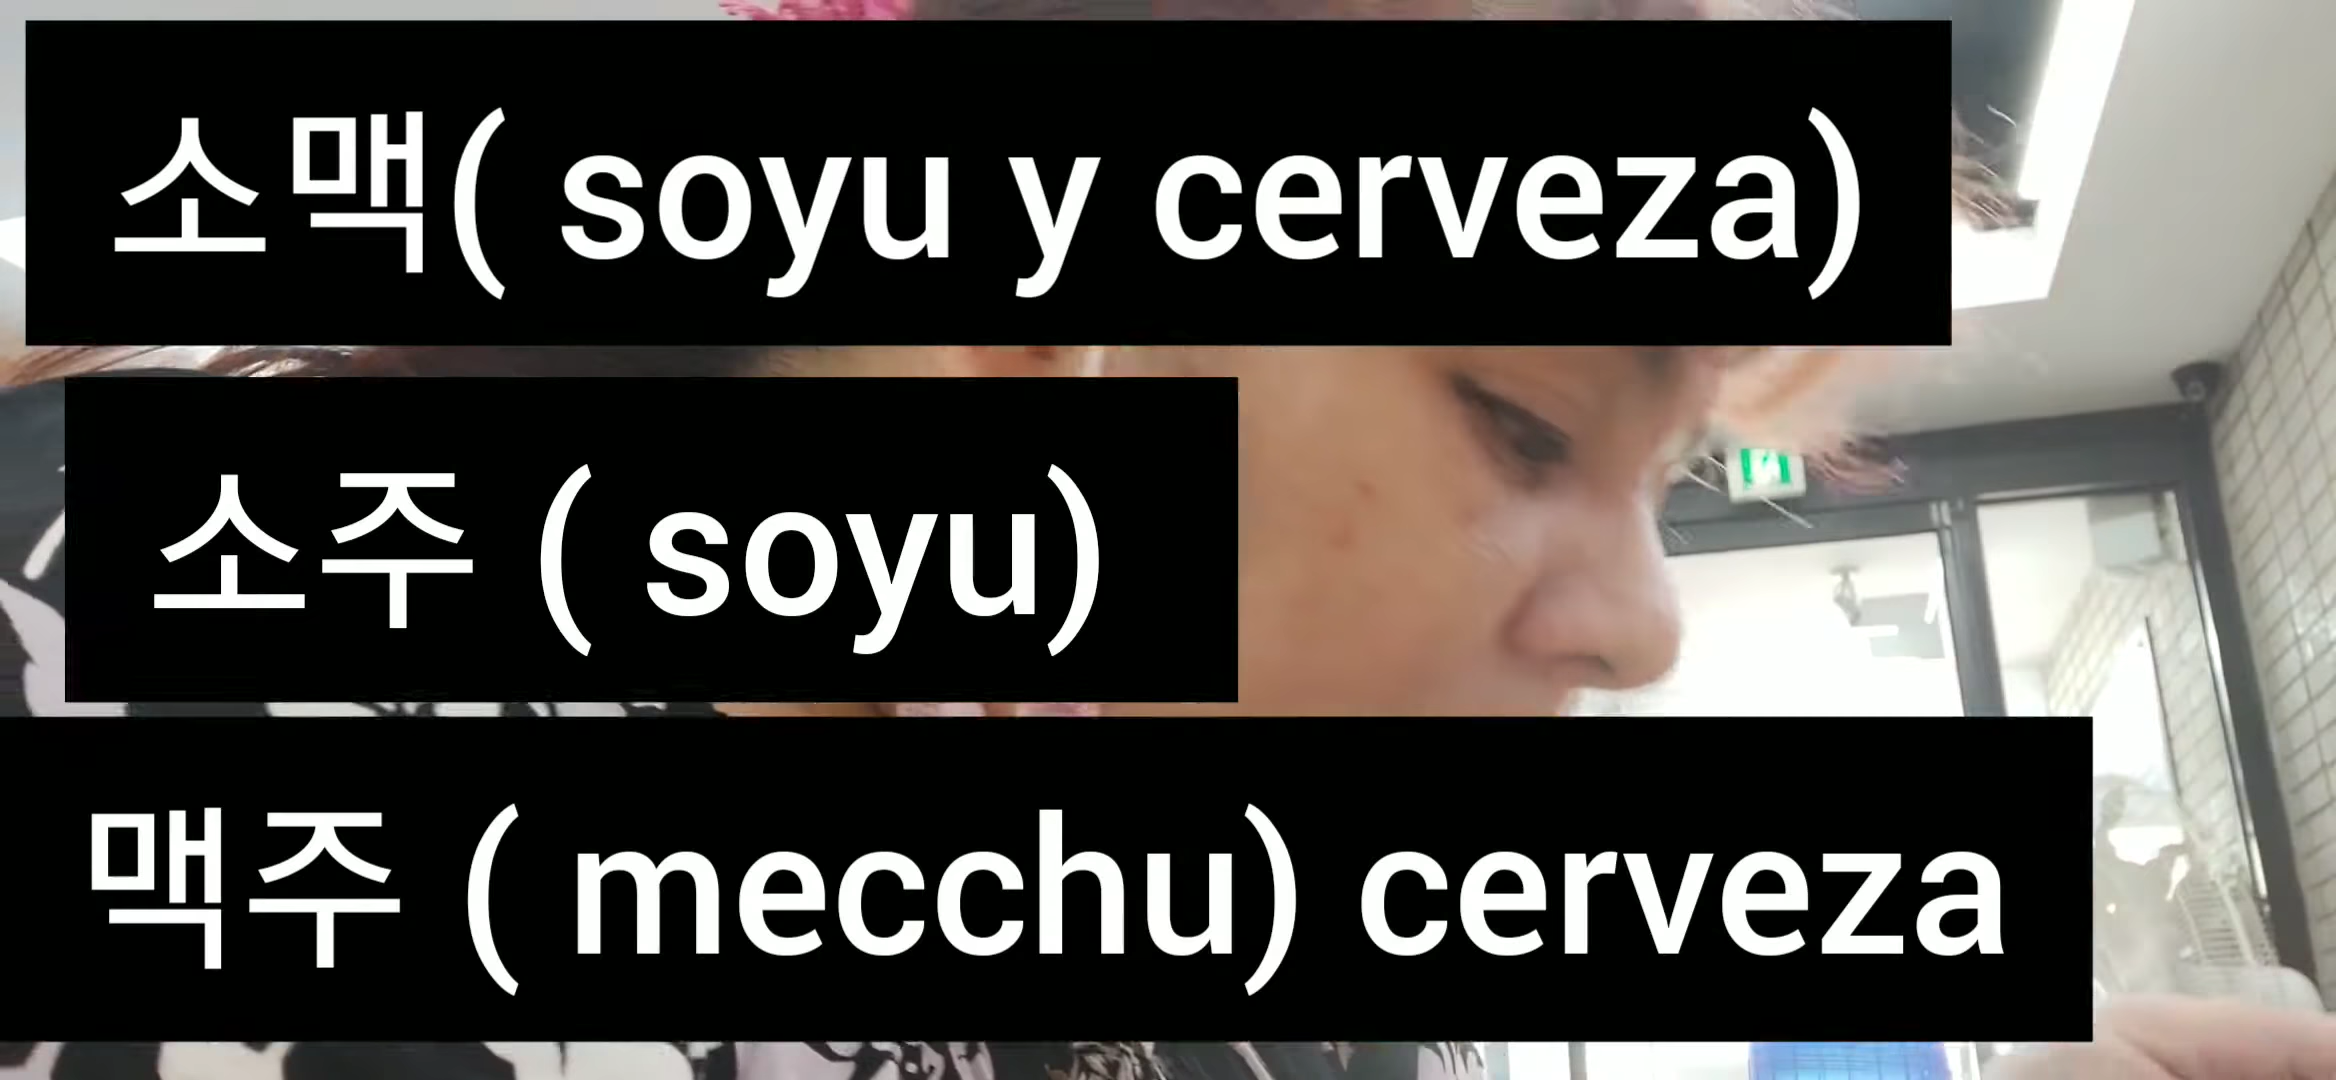 소맥( soyu y cerveza)
소주 ( soyu)
맥주 ( mecchu) cerveza